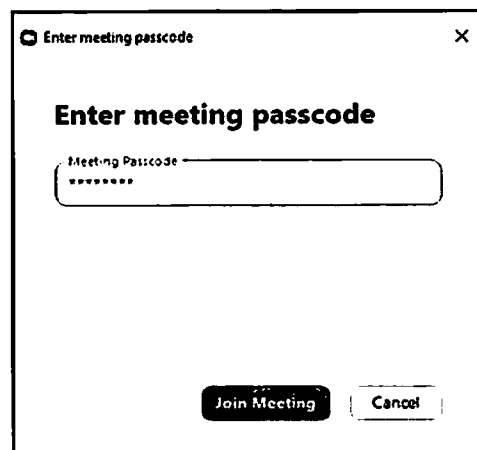 Enter meeting passcode
Enter meeting passcode
Meeting Passcode
********
Join Meeting
Cancel